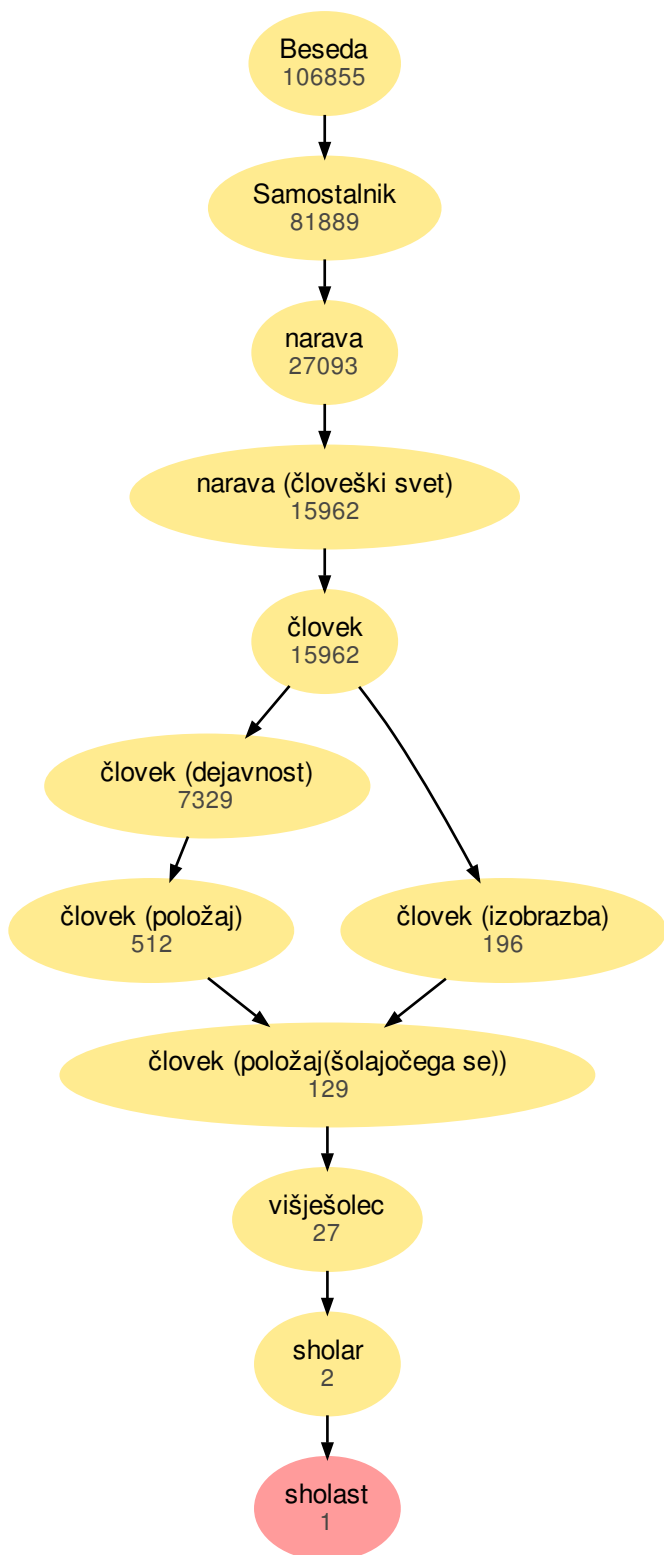 Beseda
106855
Samostalnik
81889
narava
27093
narava (človeški svet)
15962
človek
15962
človek (dejavnost)
7329
človek (položaj)
512
človek (izobrazba)
196
človek (položaj(šolajočega se))
129
višješolec
27
sholar
2
sholast
1